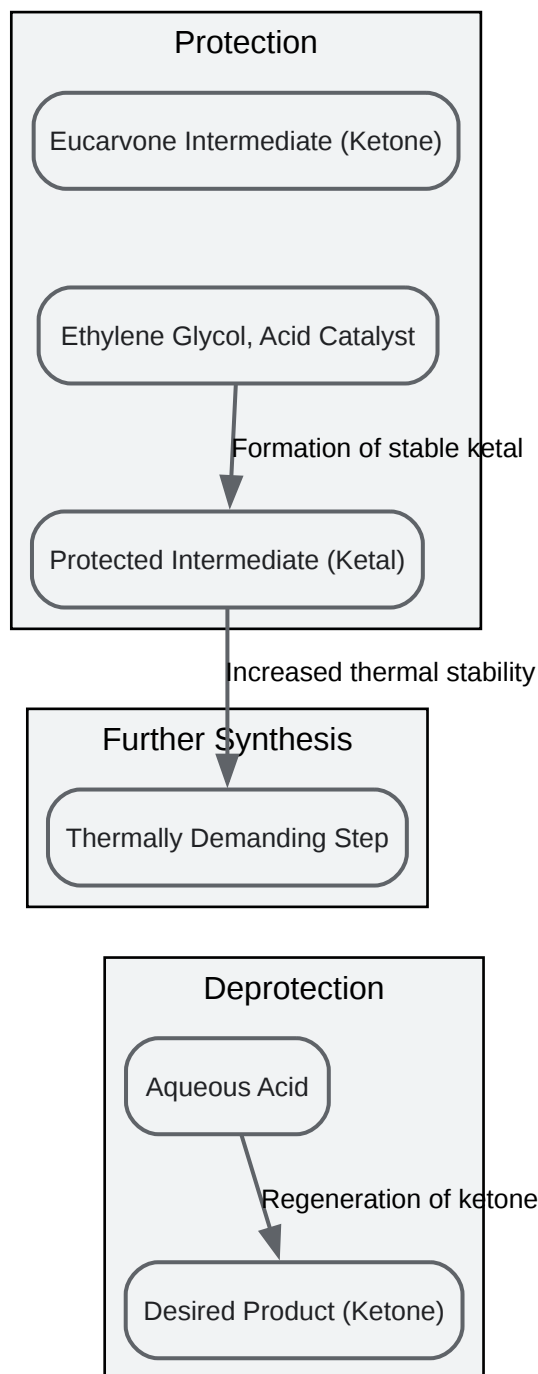 Protection
Eucarvone Intermediate (Ketone)
Ethylene Glycol, Acid Catalyst
Formation of stable ketal
Protected Intermediate (Ketal)
Increased thermal stability
Further Synthesis
Thermally Demanding Step
Deprotection
Aqueous Acid
Regeneration of ketone
Desired Product (Ketone)